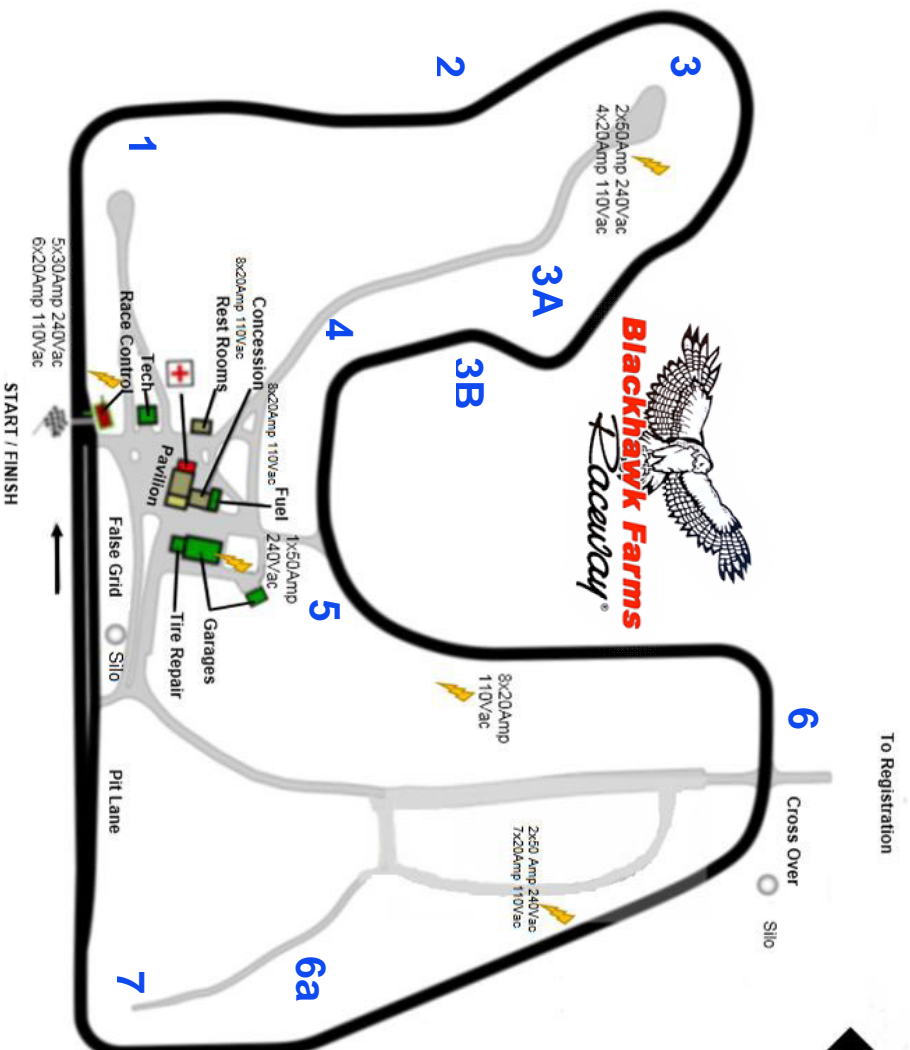 To Registration
Cross Over
Silo
6
3
2
1
3A
3B
4
5
6a
7
Blackhawk Farms
Raceway®
2x50Amp 240Vac
4x20Amp 110Vac
8x20Amp
110Vac
2x50 Amp 240Vac
7x20Amp 110Vac
1x50Amp
240Vac
Fuel
8x20Amp 110Vac
Concession
8x20Amp 110Vac
Rest Rooms
Tech
Race Control
Pavilion
Garages
Tire Repair
False Grid
Silo
Pit Lane
5x30Amp 240Vac
6x20Amp 110Vac
START / FINISH